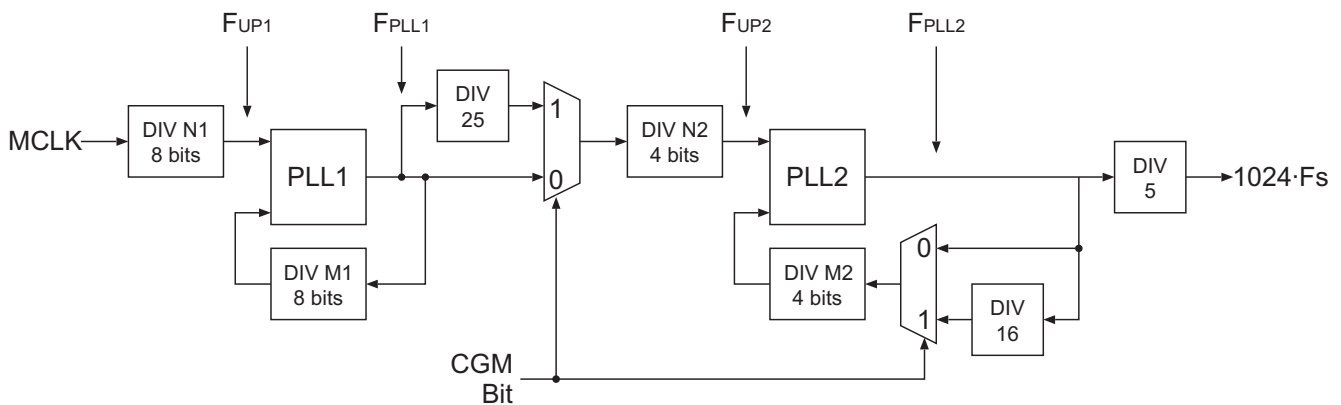 FUP1
FPLL1
FUP2
FPLL2
MCLK
DIV N1
8 bits
PLL1
DIV
25
1
0
DIV N2
4 bits
PLL2
DIV
5
1024·Fs
DIV M1
8 bits
DIV M2
4 bits
0
1
DIV
16
CGM
Bit